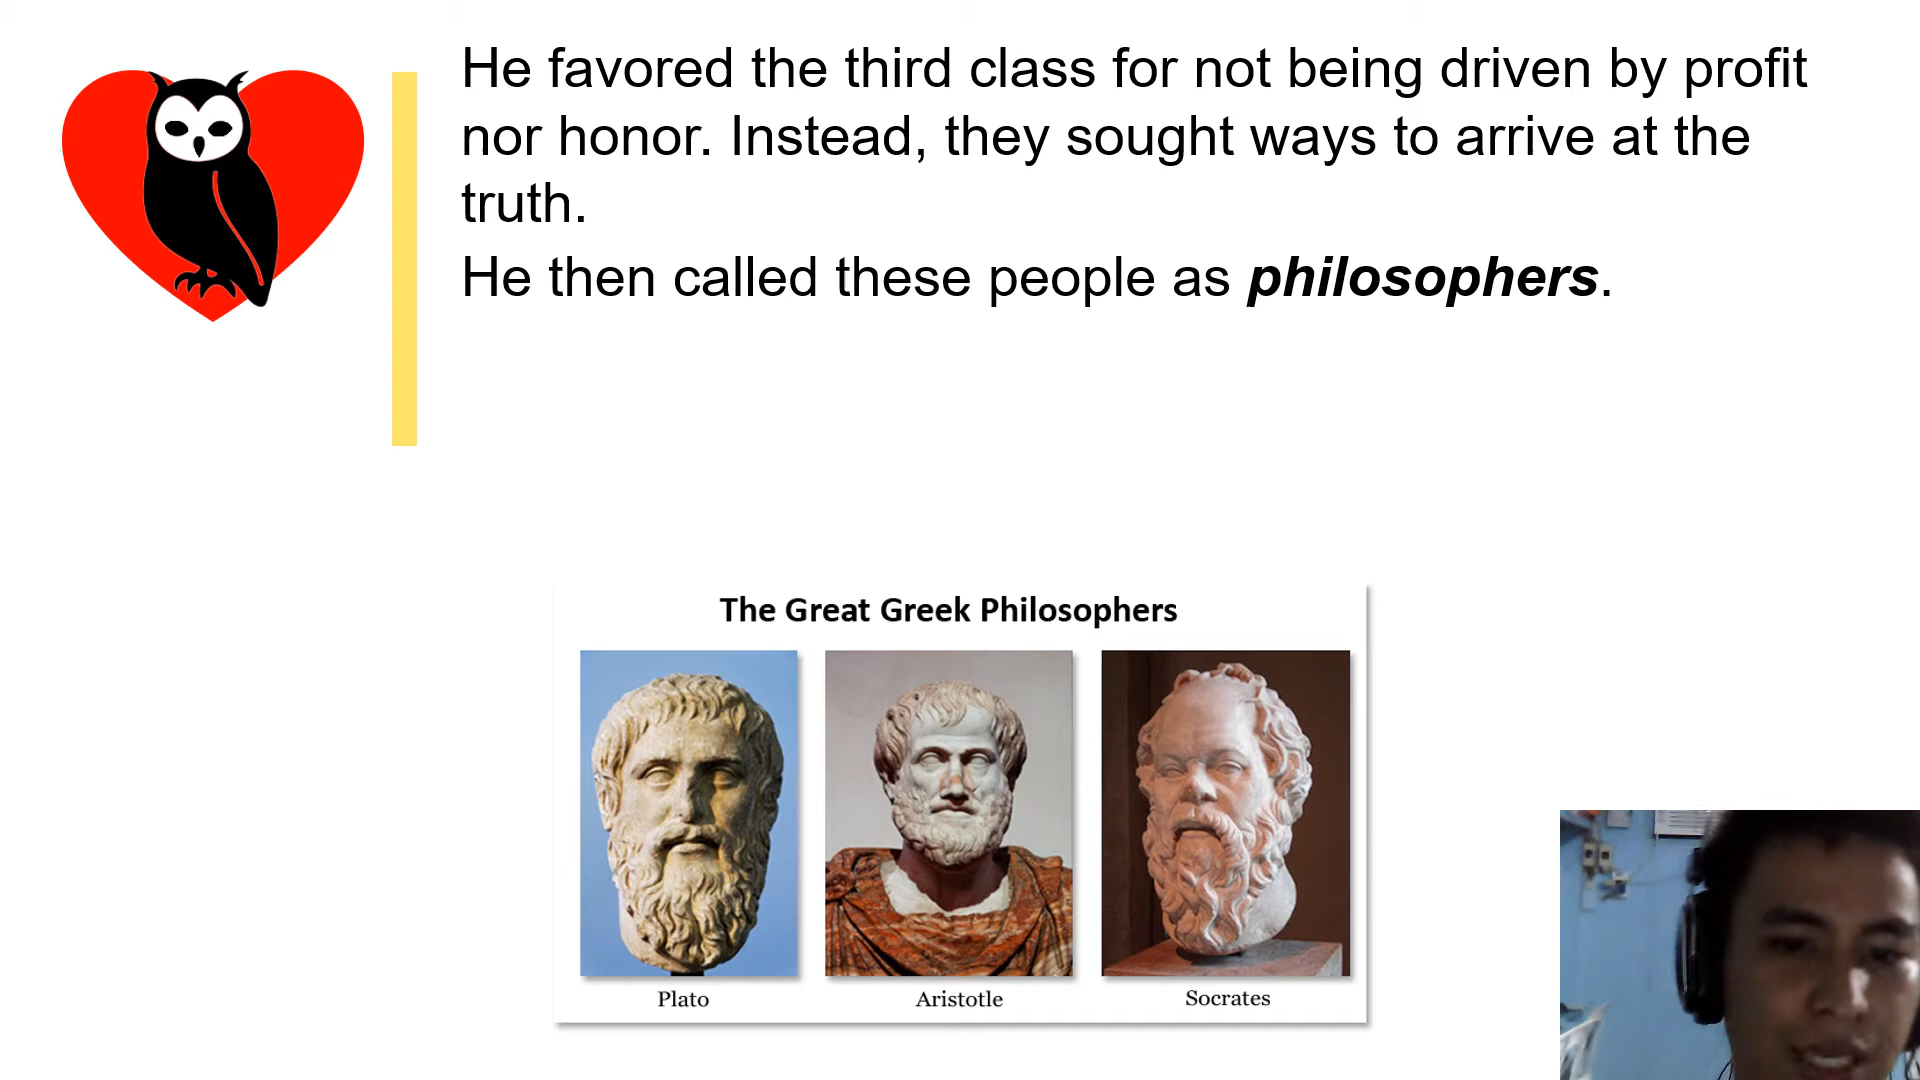 He favored the third class for not being driven by profit
nor honor. Instead, they sought ways to arrive at the
truth.
He then called these people as philosophers.
The Great Greek Philosophers
Plato
Aristotle
Socrates